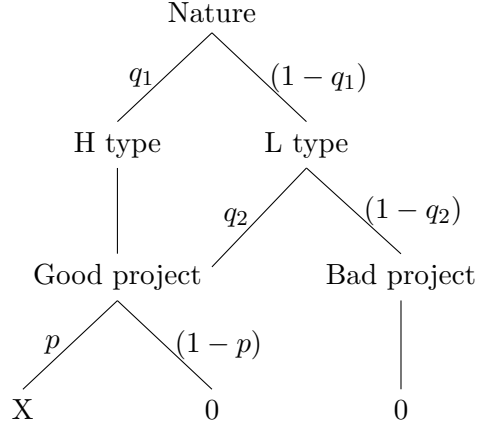 Nature
q₁ (1 − q₁)
H type L type
q₂ (1 − q₂)
Good project Bad project
p (1 − p)
X 0 0